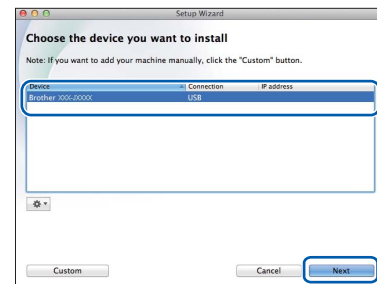 Setup Wizard
Choose the device you want to install
Note: If you want to add your machine manually, click the "Custom" button.
Device Connection IP address
Brother XXX-XXXXX USB
Custom Cancel Next